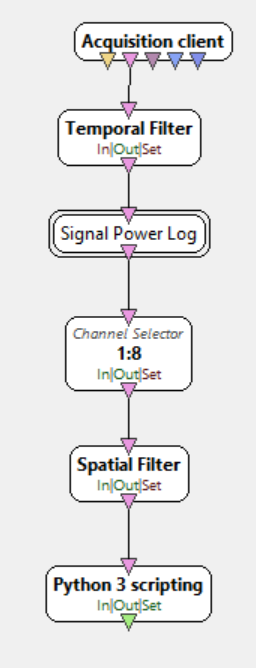 Acquisition client
Temporal Filter
In|Out|Set
Signal Power Log
Channel Selector
1:8
In|Out|Set
Spatial Filter
In|Out|Set
Python 3 scripting
In|Out|Set